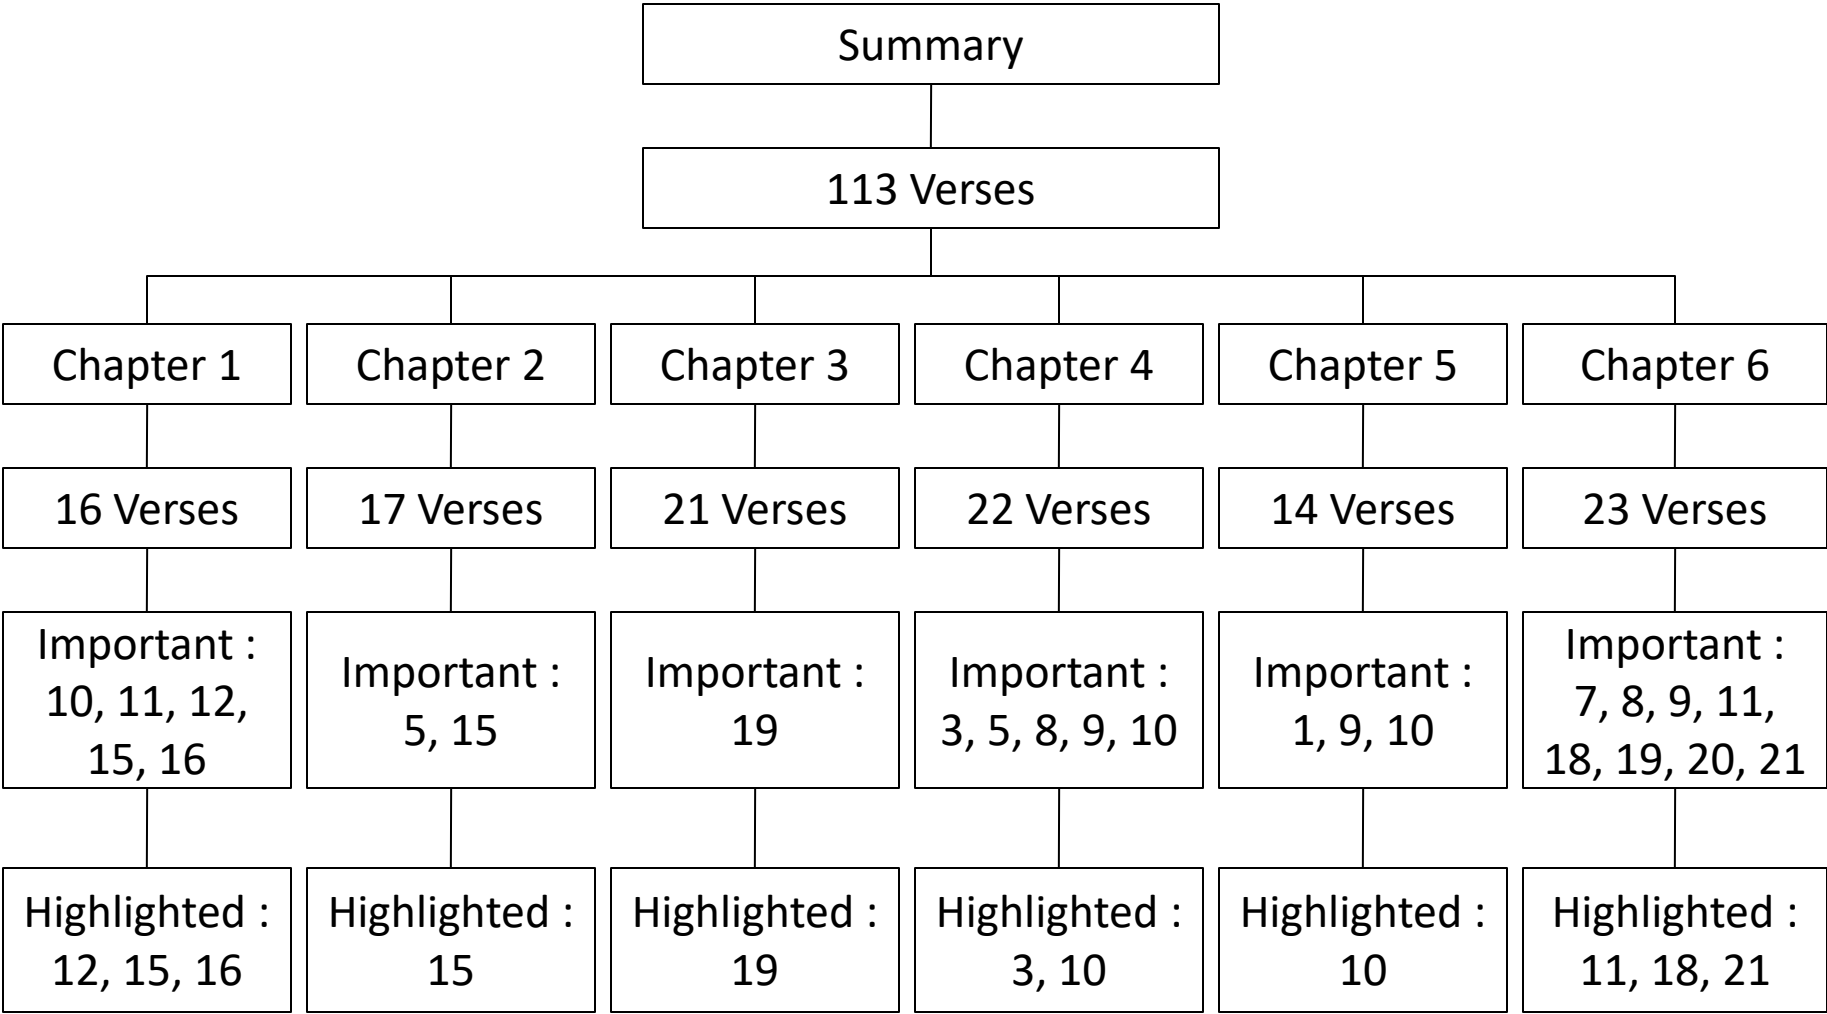 Summary
113 Verses
Chapter 1
Chapter 2
Chapter 3
Chapter 4
Chapter 5
Chapter 6
16 Verses
17 Verses
21 Verses
22 Verses
14 Verses
23 Verses
Important :
10, 11, 12,
15, 16
Important :
5, 15
Important :
19
Important :
3, 5, 8, 9, 10
Important :
1, 9, 10
Important :
7, 8, 9, 11,
18, 19, 20, 21
Highlighted :
12, 15, 16
Highlighted :
15
Highlighted :
19
Highlighted :
3, 10
Highlighted :
10
Highlighted :
11, 18, 21